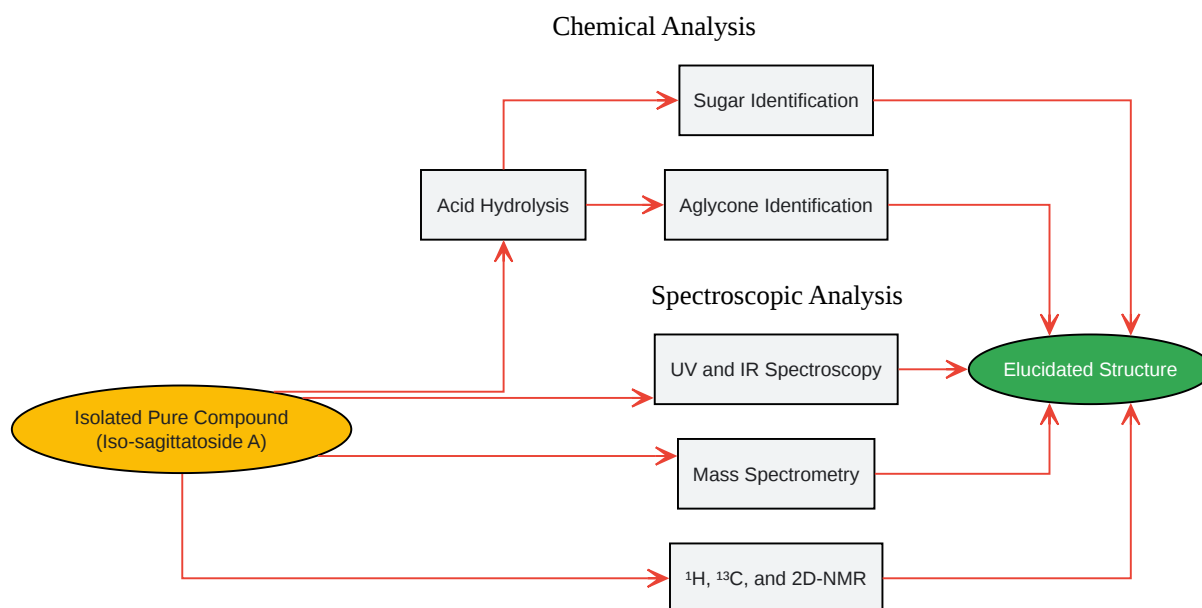 Chemical Analysis
Sugar Identification
Acid Hydrolysis
Aglycone Identification
Spectroscopic Analysis
UV and IR Spectroscopy
Elucidated Structure
Isolated Pure Compound
(Iso-sagittatoside A)
Mass Spectrometry
¹H, ¹³C, and 2D-NMR